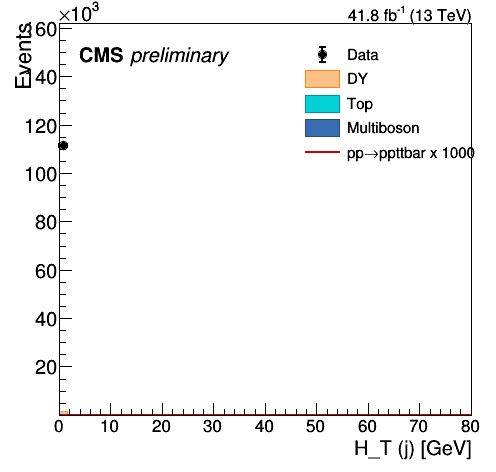 ×10³
41.8 fb⁻¹ (13 TeV)
Events
CMS preliminary
Data
DY
Top
Multiboson
pp→ppttbar x 1000
160
140
120
100
80
60
40
20
0 10 20 30 40 50 60 70 80
H_T (j) [GeV]